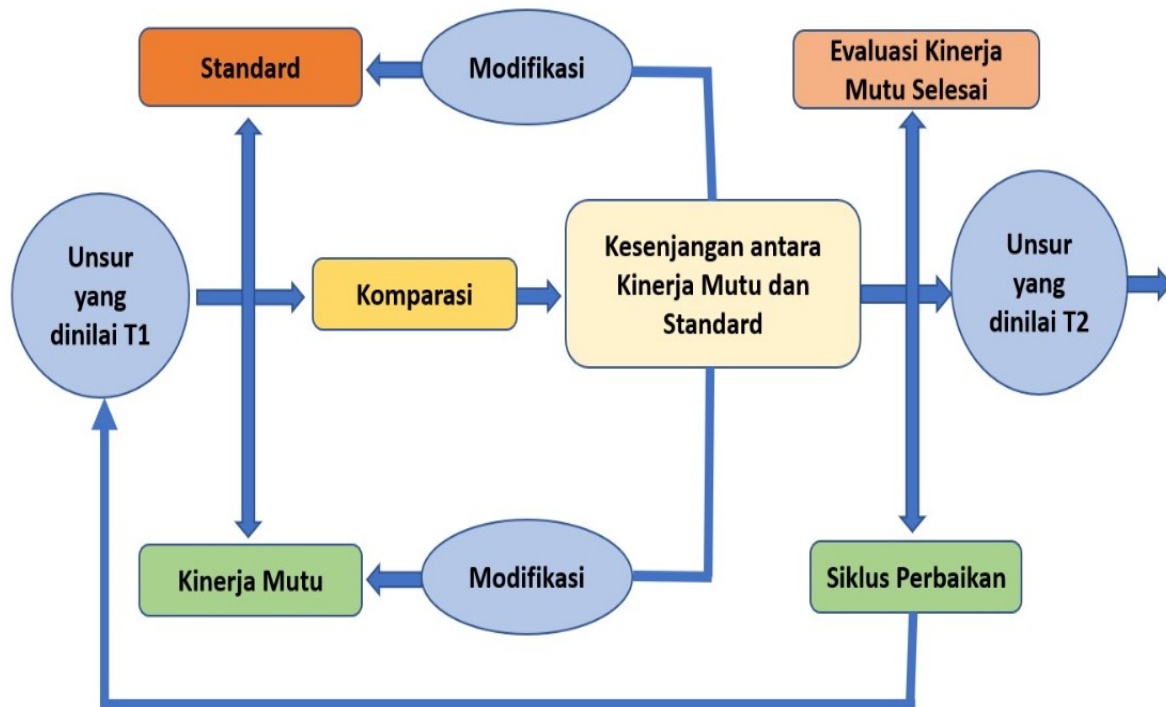 Standard
Modifikasi
Evaluasi Kinerja
Mutu Selesai
Unsur
yang
dinilai T1
Komparasi
Kesenjangan antara
Kinerja Mutu dan
Standard
Unsur
yang
dinilai T2
Kinerja Mutu
Modifikasi
Siklus Perbaikan